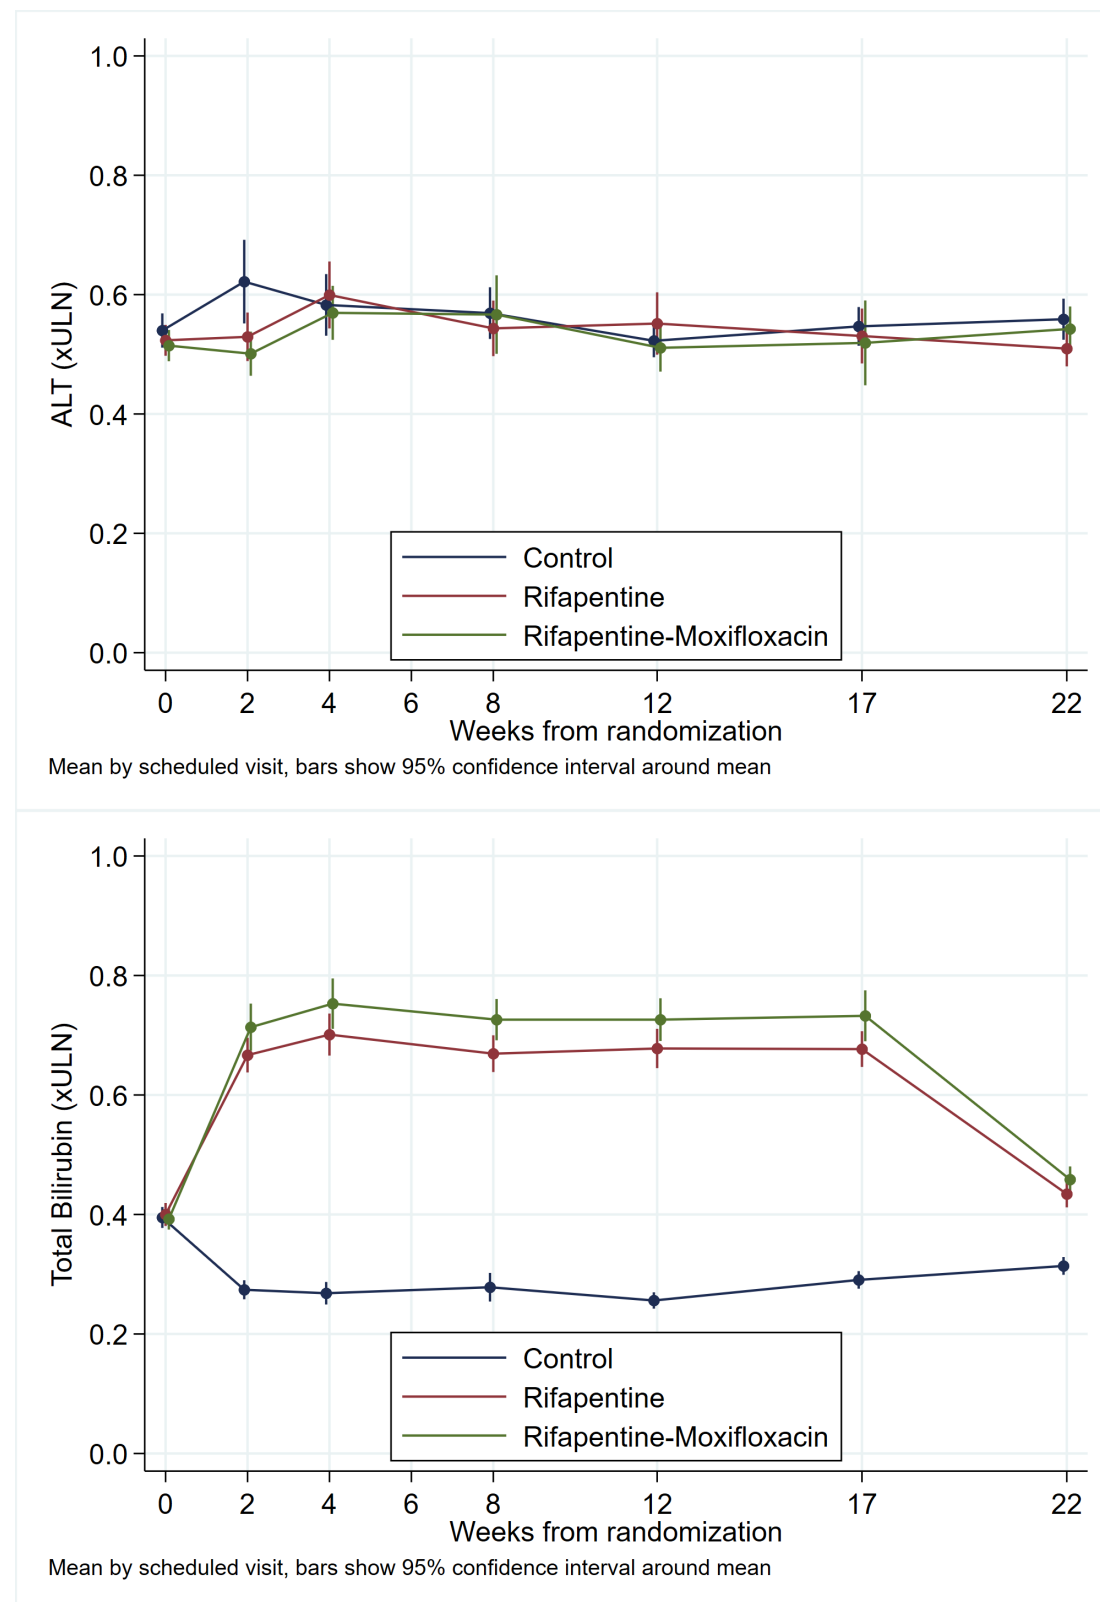 1.0
0.8
0.6
0.4
0.2
0.0
ALT (xULN)
Control
Rifapentine
Rifapentine-Moxifloxacin
0 2 4 6 8 12 17 22
Weeks from randomization
Mean by scheduled visit, bars show 95% confidence interval around mean
1.0
0.8
0.6
0.4
0.2
0.0
Total Bilirubin (xULN)
Control
Rifapentine
Rifapentine-Moxifloxacin
0 2 4 6 8 12 17 22
Weeks from randomization
Mean by scheduled visit, bars show 95% confidence interval around mean